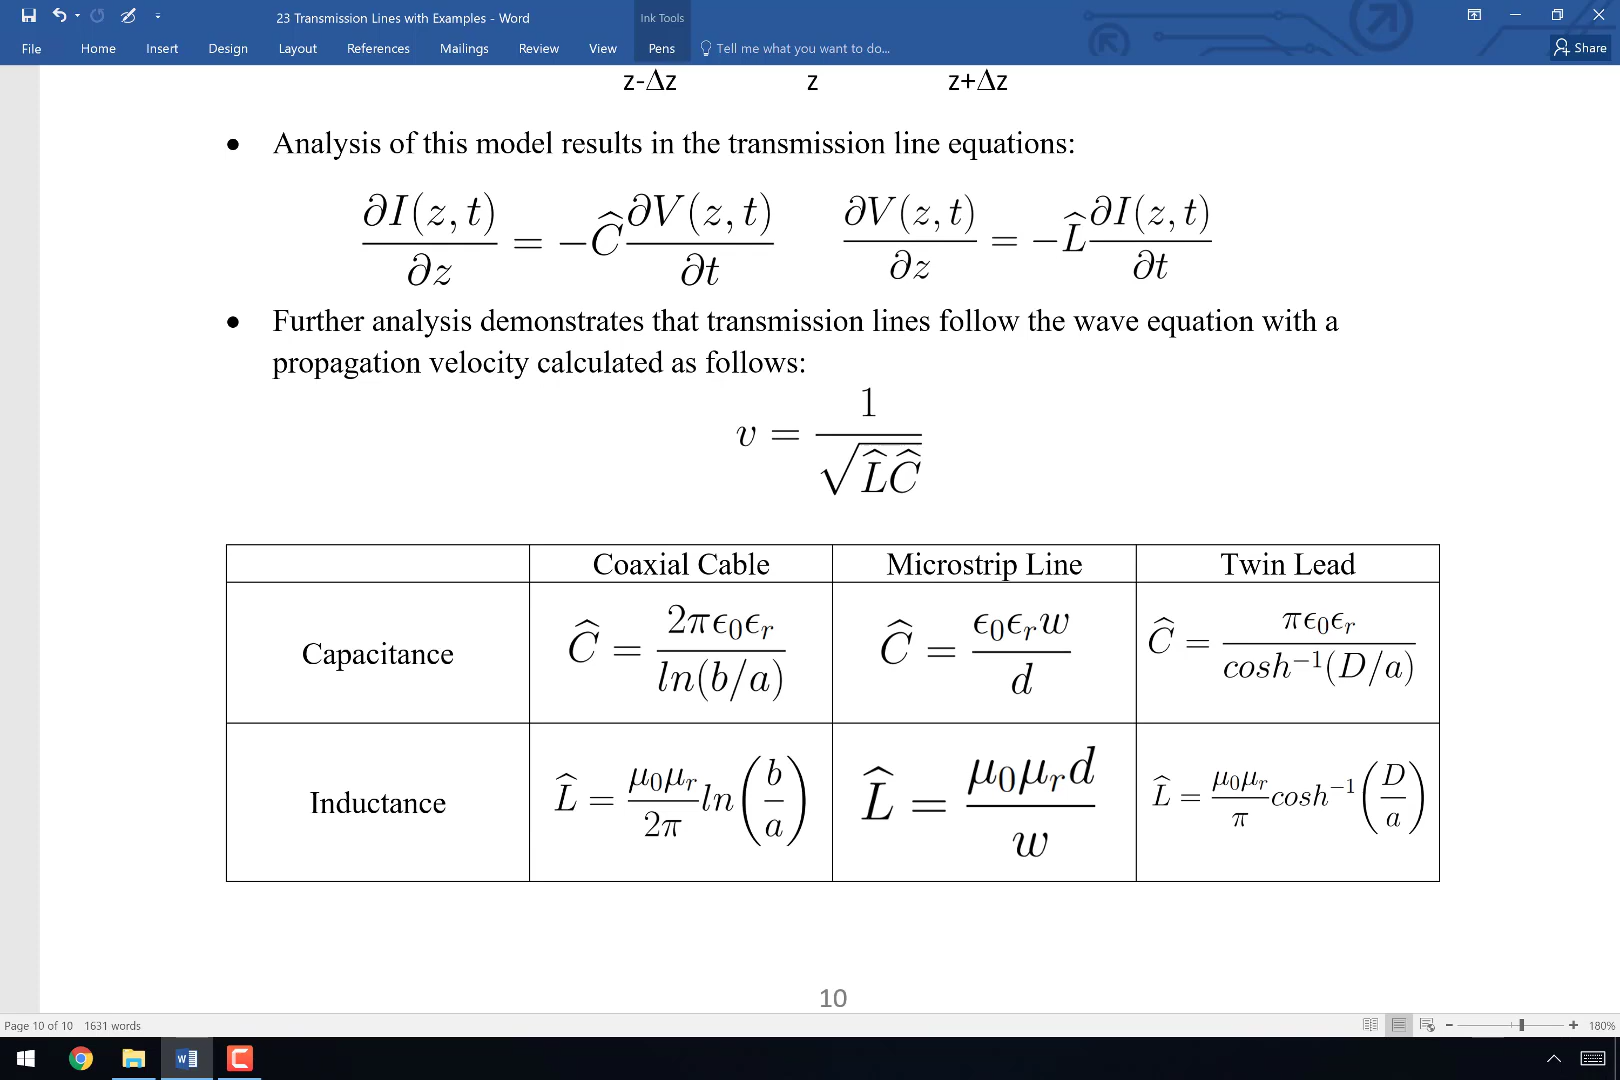 23 Transmission Lines with Examples - Word
Ink Tools
File Home Insert Design Layout References Mailings Review View Pens Tell me what you want to do... Share
z-Δz z z+Δz
• Analysis of this model results in the transmission line equations:
∂I(z, t)/∂z = −Ĉ ∂V(z, t)/∂t ∂V(z, t)/∂z = −L̂ ∂I(z, t)/∂t
• Further analysis demonstrates that transmission lines follow the wave equation with a
propagation velocity calculated as follows:
v = 1/√(L̂Ĉ)
Coaxial Cable Microstrip Line Twin Lead
Capacitance Ĉ = 2πϵ₀ϵᵣ/ln(b/a) Ĉ = ϵ₀ϵᵣw/d Ĉ = πϵ₀ϵᵣ/cosh⁻¹(D/a)
Inductance L̂ = μ₀μᵣ/2π ln(b/a) L̂ = μ₀μᵣd/w L̂ = μ₀μᵣ/π cosh⁻¹(D/a)
10
Page 10 of 10 1631 words 180%